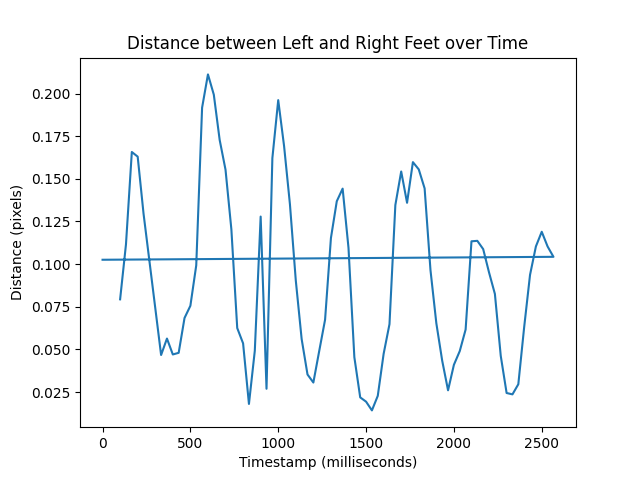 Distance between Left and Right Feet over Time
Distance (pixels)
0.200
0.175
0.150
0.125
0.100
0.075
0.050
0.025
0 500 1000 1500 2000 2500
Timestamp (milliseconds)